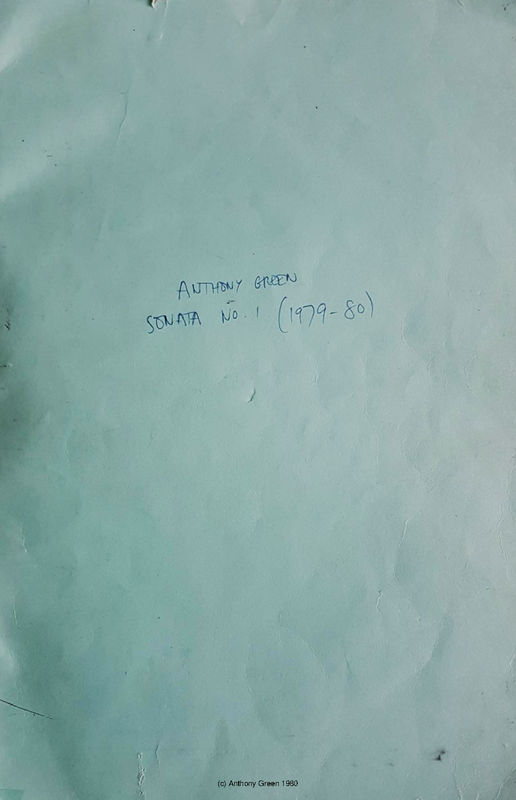 ANTHONY GREEN
SONATA NO. 1 (1979-80)
(c) Anthony Green 1980